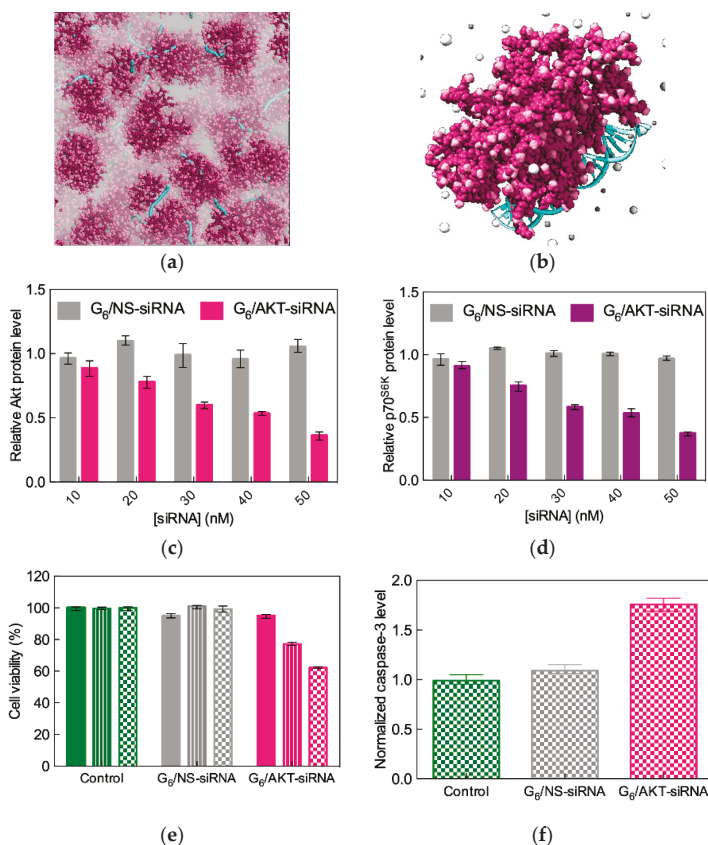 (a)
(b)
Relative Akt protein level
1.5
1.0
0.5
0.0
G₆/NS-siRNA
G₆/AKT-siRNA
10
20
30
40
50
[siRNA] (nM)
(c)
Relative p70ˢ⁶ᴷ protein level
1.5
1.0
0.5
0.0
G₆/NS-siRNA
G₆/AKT-siRNA
10
20
30
40
50
[siRNA] (nM)
(d)
Cell viability (%)
120
100
80
60
40
20
0
Control
G₆/NS-siRNA
G₆/AKT-siRNA
(e)
Normalized caspase-3 level
2.0
1.5
1.0
0.5
0.0
Control
G₆/NS-siRNA
G₆/AKT-siRNA
(f)